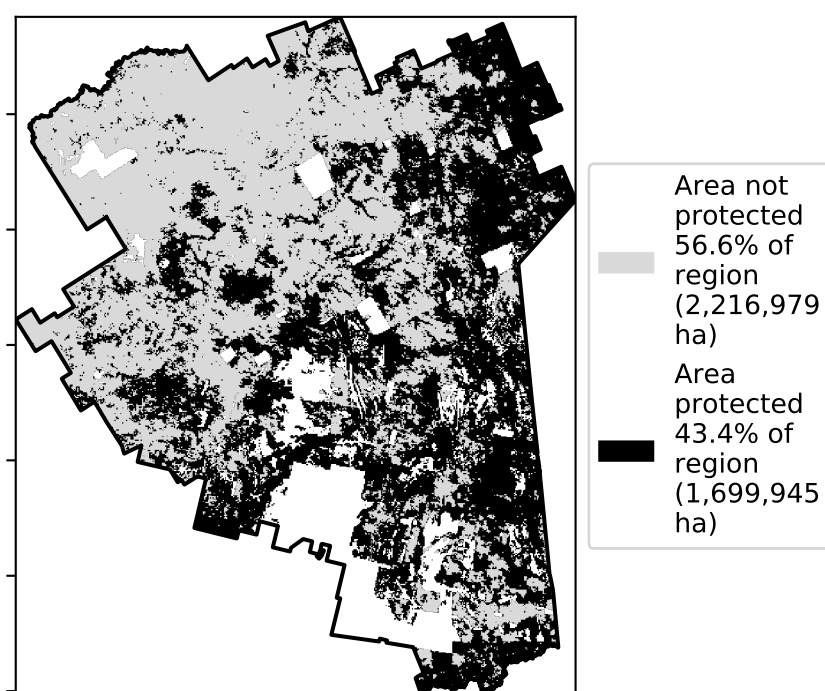 Area not
protected
56.6% of
region
(2,216,979
ha)
Area
protected
43.4% of
region
(1,699,945
ha)